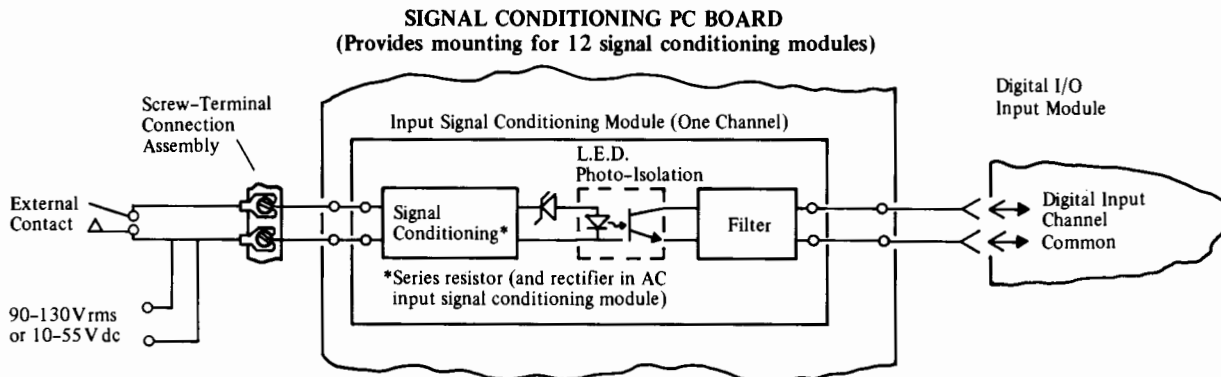 SIGNAL CONDITIONING PC BOARD
(Provides mounting for 12 signal conditioning modules)
Screw-Terminal
Connection
Assembly
Digital I/O
Input Module
Input Signal Conditioning Module (One Channel)
L.E.D.
Photo-Isolation
External
Contact
Signal
Conditioning*
Filter
Digital Input
Channel
Common
*Series resistor (and rectifier in AC
input signal conditioning module)
90-130 V rms
or 10-55 V dc